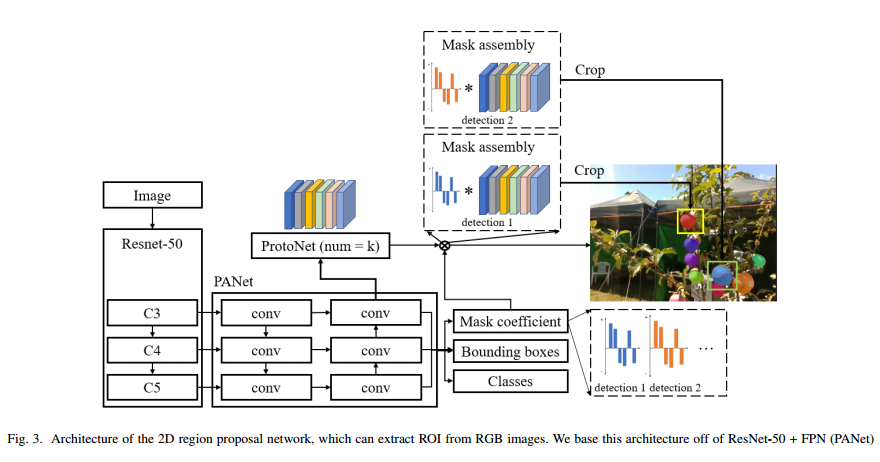 Mask assembly
*
detection 2
Crop
Mask assembly
*
detection 1
Crop
Image
Resnet-50
ProtoNet (num = k)
PANet
C3
conv
conv
Mask coefficient
C4
conv
conv
Bounding boxes
C5
conv
conv
Classes
detection 1 detection 2
...
Fig. 3. Architecture of the 2D region proposal network, which can extract ROI from RGB images. We base this architecture off of ResNet-50 + FPN (PANet)